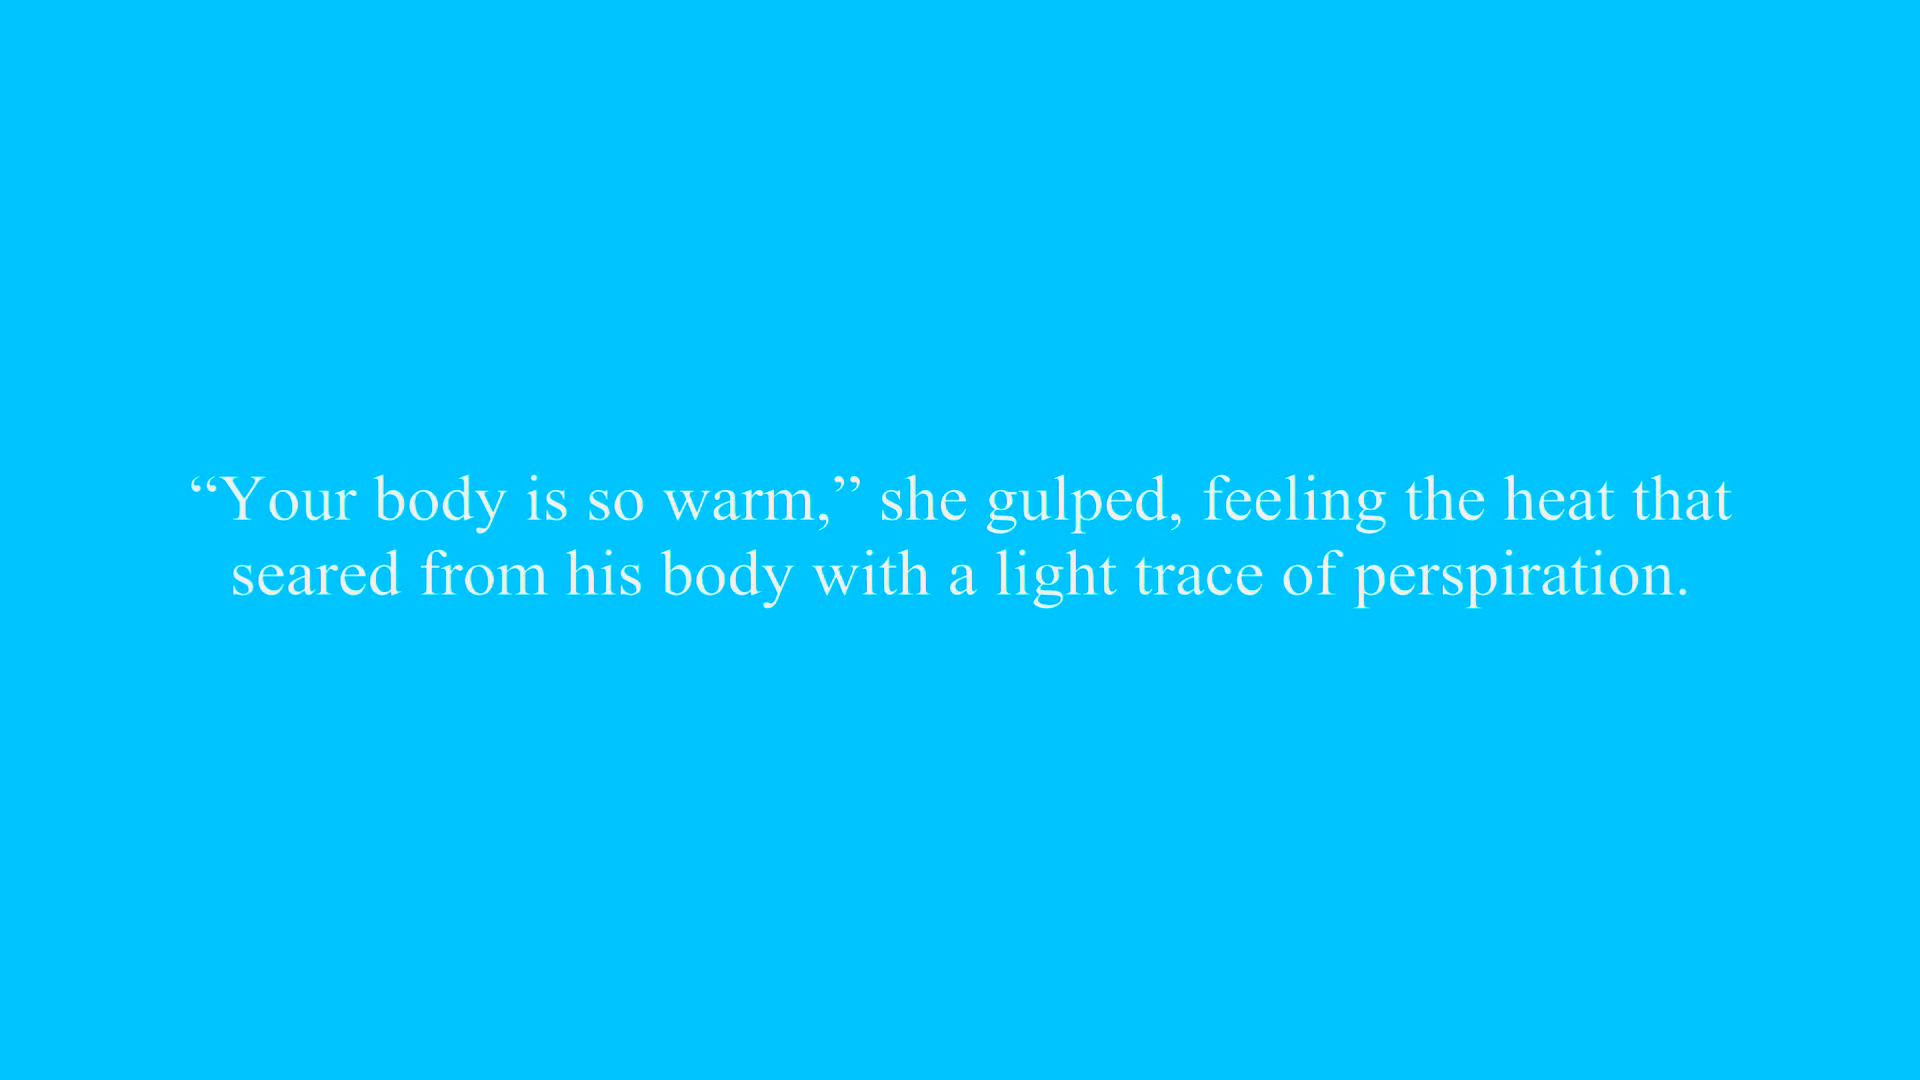 “Your body is so warm,” she gulped, feeling the heat that
seared from his body with a light trace of perspiration.